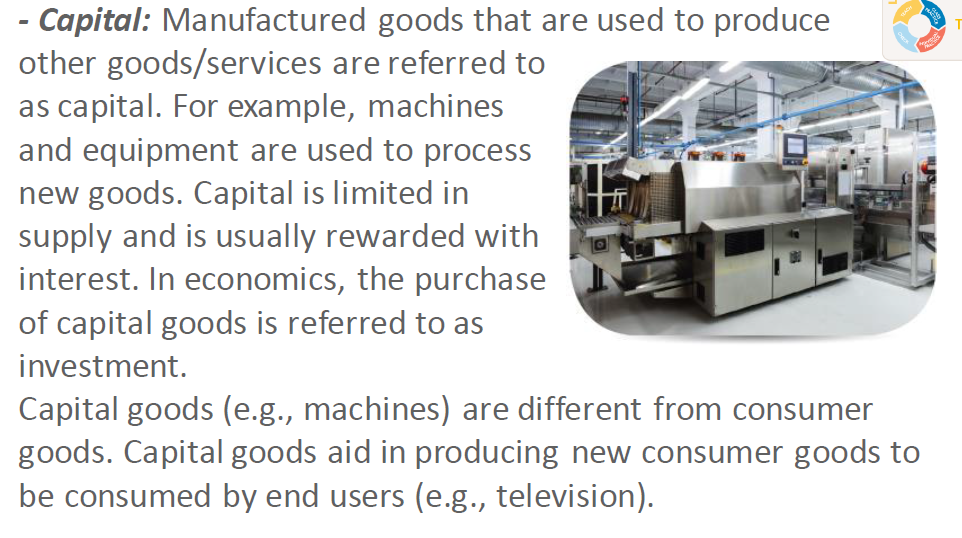 - Capital: Manufactured goods that are used to produce
other goods/services are referred to
as capital. For example, machines
and equipment are used to process
new goods. Capital is limited in
supply and is usually rewarded with
interest. In economics, the purchase
of capital goods is referred to as
investment.
Capital goods (e.g., machines) are different from consumer
goods. Capital goods aid in producing new consumer goods to
be consumed by end users (e.g., television).